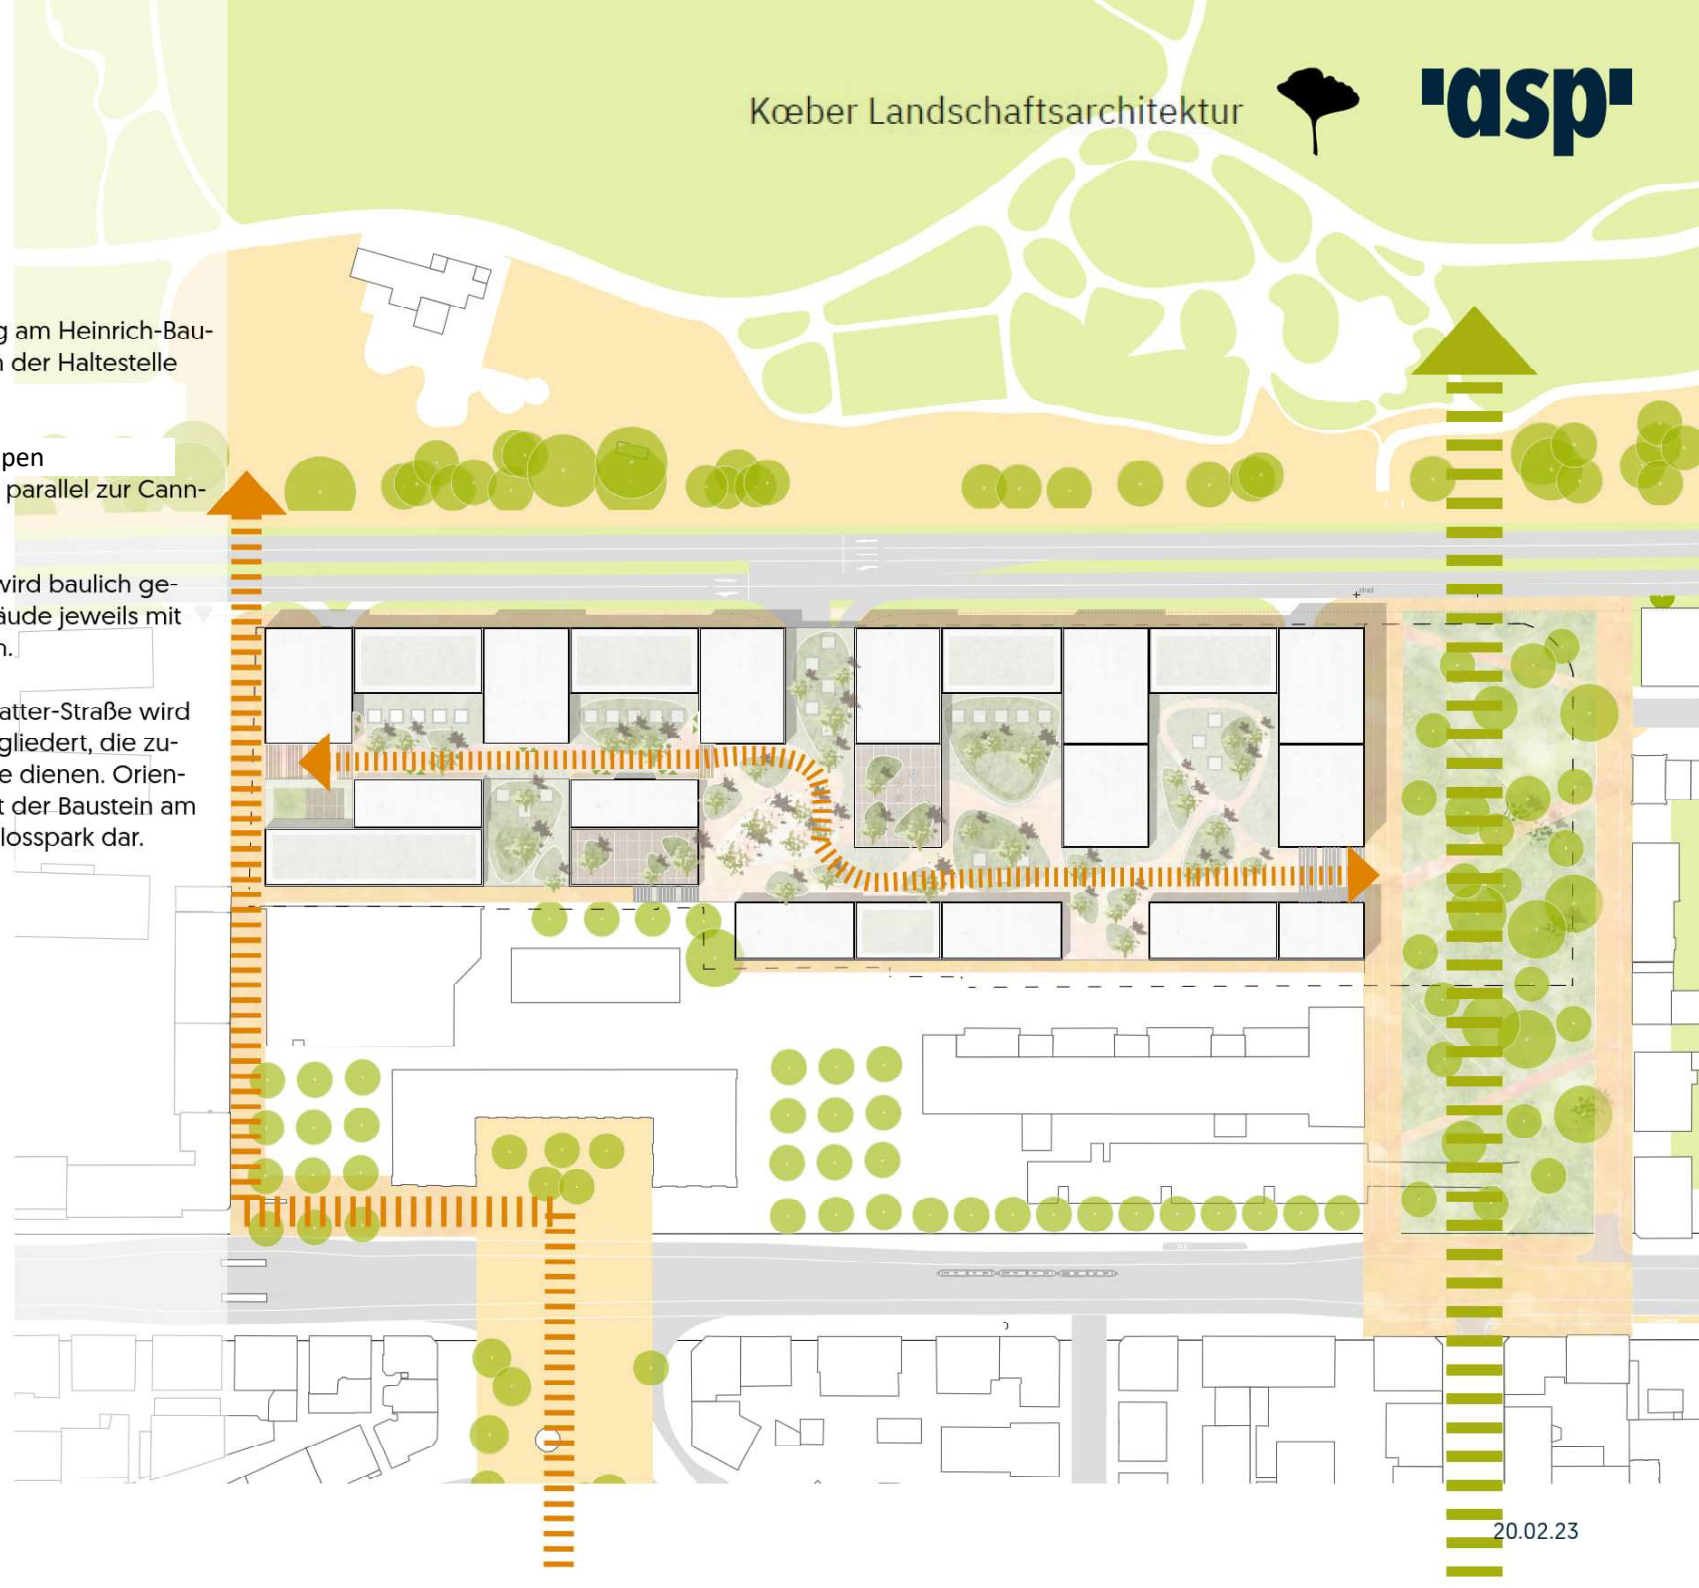 Kœber Landschaftsarchitektur
asp
g am Heinrich-Bau-
n der Haltestelle
pen
parallel zur Cann-
wird baulich ge-
äude jeweils mit
n.
atter-Straße wird
gliedert, die zu-
e dienen. Orien-
t der Baustein am
losspark dar.
20.02.23